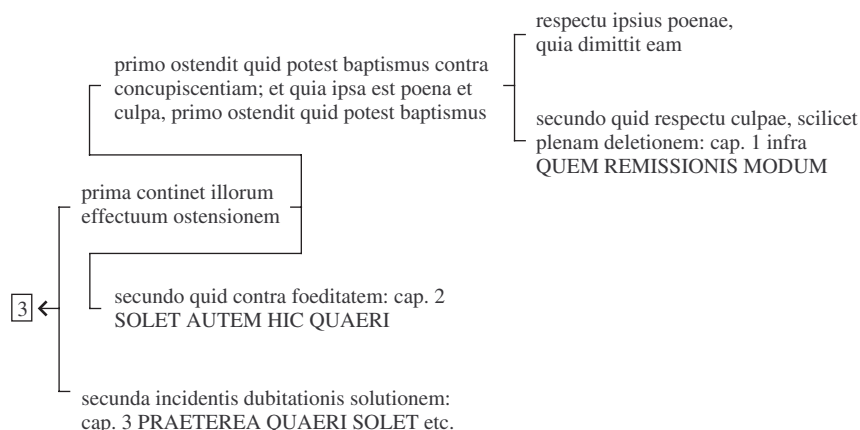 respectu ipsius poenae,
quia dimittit eam
primo ostendit quid potest baptismus contra
concupiscentiam; et quia ipsa est poena et
culpa, primo ostendit quid potest baptismus
secundo quid respectu culpae, scilicet
plenam deletionem: cap. 1 infra
QUEM REMISSIONIS MODUM
prima continet illorum
effectuum ostensionem
3
secundo quid contra foeditatem: cap. 2
SOLET AUTEM HIC QUAERI
secunda incidentis dubitationis solutionem:
cap. 3 PRAETEREA QUAERI SOLET etc.